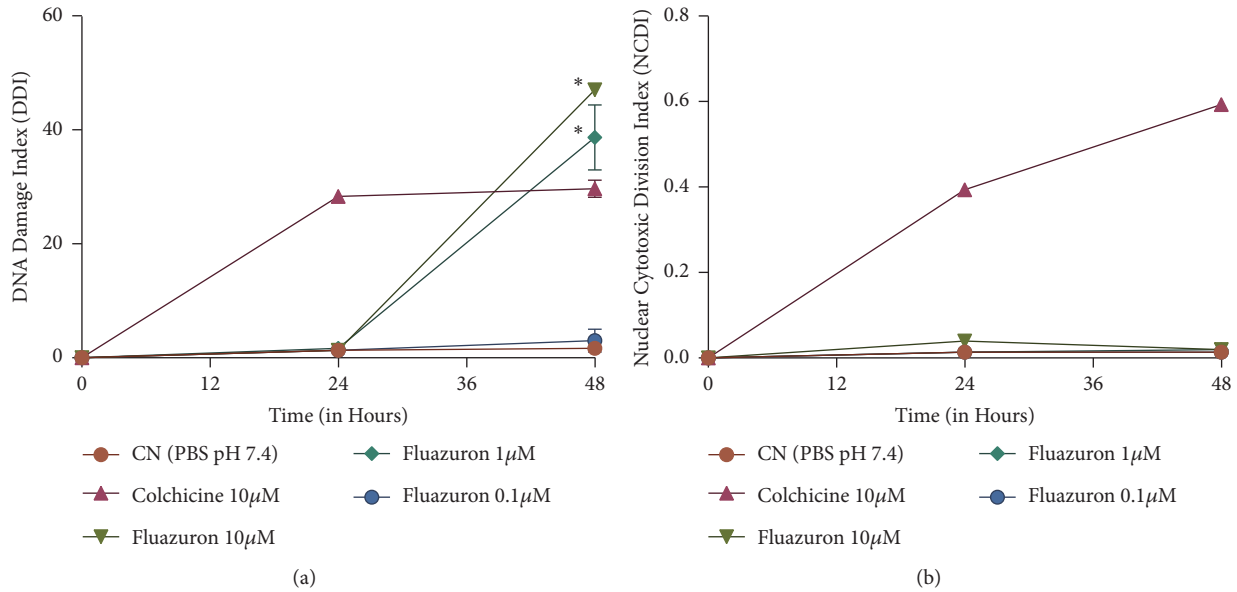 60
40
20
0
DNA Damage Index (DDI)
*
*
0 12 24 36 48
Time (in Hours)
CN (PBS pH 7.4)
Colchicine 10μM
Fluazuron 10μM
Fluazuron 1μM
Fluazuron 0.1μM
(a)
0.8
0.6
0.4
0.2
0.0
Nuclear Cytotoxic Division Index (NCDI)
0 12 24 36 48
Time (in Hours)
CN (PBS pH 7.4)
Colchicine 10μM
Fluazuron 10μM
Fluazuron 1μM
Fluazuron 0.1μM
(b)